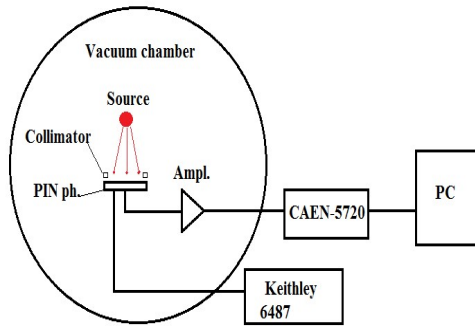 Vacuum chamber
Source
Collimator
Ampl.
PIN ph.
CAEN-5720
PC
Keithley
6487